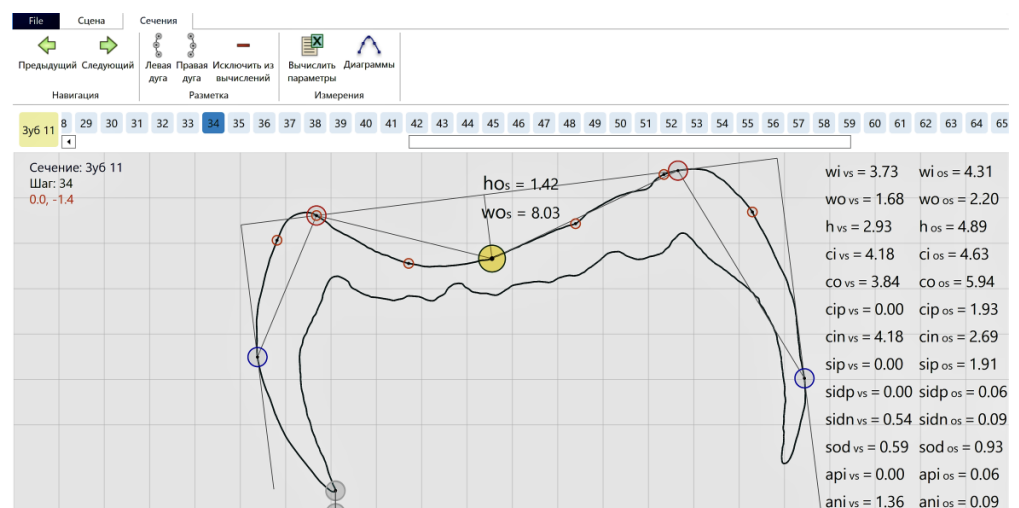 File Сцена Сечения
Предыдущий Следующий Левая дуга Правая дуга Исключить из вычислений Вычислить параметры Диаграммы
Навигация Разметка Измерения
Зуб 11 8 29 30 31 32 33 34 35 36 37 38 39 40 41 42 43 44 45 46 47 48 49 50 51 52 53 54 55 56 57 58 59 60 61 62 63 64 65
Сечение: Зуб 11
Шаг: 34
0.0, -1.4
hos = 1.42
wos = 8.03
wi vs = 3.73 wi os = 4.31
wo vs = 1.68 wo os = 2.20
h vs = 2.93 h os = 4.89
ci vs = 4.18 ci os = 4.63
co vs = 3.84 co os = 5.94
cip vs = 0.00 cip os = 1.93
cin vs = 4.18 cin os = 2.69
sip vs = 0.00 sip os = 1.91
sidp vs = 0.00 sidp os = 0.06
sidn vs = 0.54 sidn os = 0.09
sod vs = 0.59 sod os = 0.93
api vs = 0.00 api os = 0.06
ani vs = 1.36 ani os = 0.09